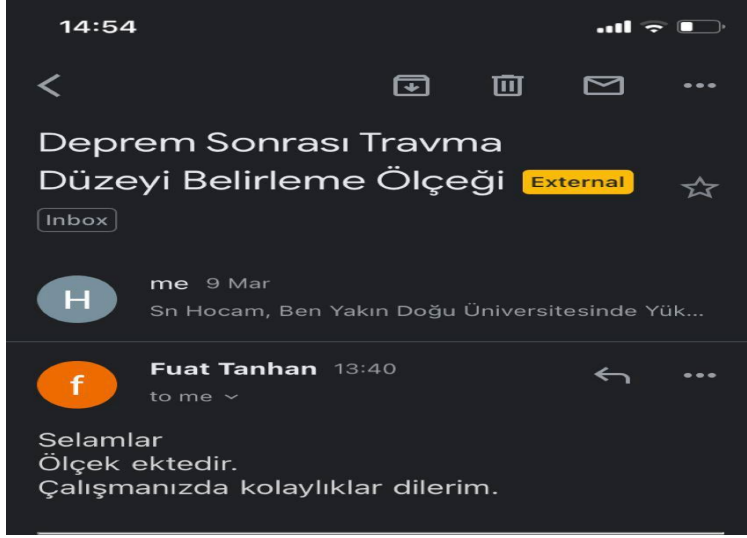 14:54
Deprem Sonrası Travma
Düzeyi Belirleme Ölçeği External
Inbox
H
me 9 Mar
Sn Hocam, Ben Yakın Doğu Üniversitesinde Yük...
f
Fuat Tanhan 13:40
to me
Selamlar
Ölçek ektedir.
Çalışmanızda kolaylıklar dilerim.